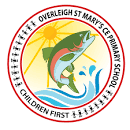 OVERLEIGH ST MARY'S CE PRIMARY SCHOOL
CHILDREN FIRST